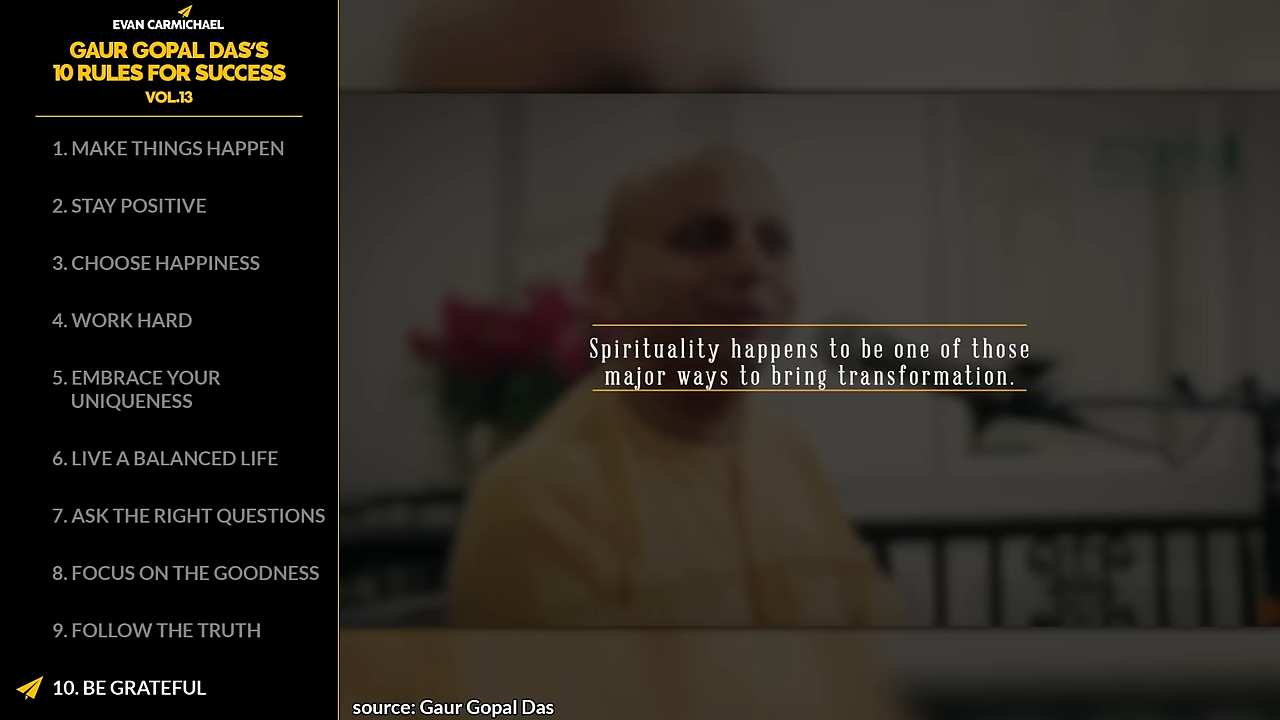 EVAN CARMICHAEL
GAUR GOPAL DAS'S
10 RULES FOR SUCCESS
VOL.13
1. MAKE THINGS HAPPEN
2. STAY POSITIVE
3. CHOOSE HAPPINESS
4. WORK HARD
5. EMBRACE YOUR
UNIQUENESS
6. LIVE A BALANCED LIFE
7. ASK THE RIGHT QUESTIONS
8. FOCUS ON THE GOODNESS
9. FOLLOW THE TRUTH
10. BE GRATEFUL
Spirituality happens to be one of those
major ways to bring transformation.
source: Gaur Gopal Das